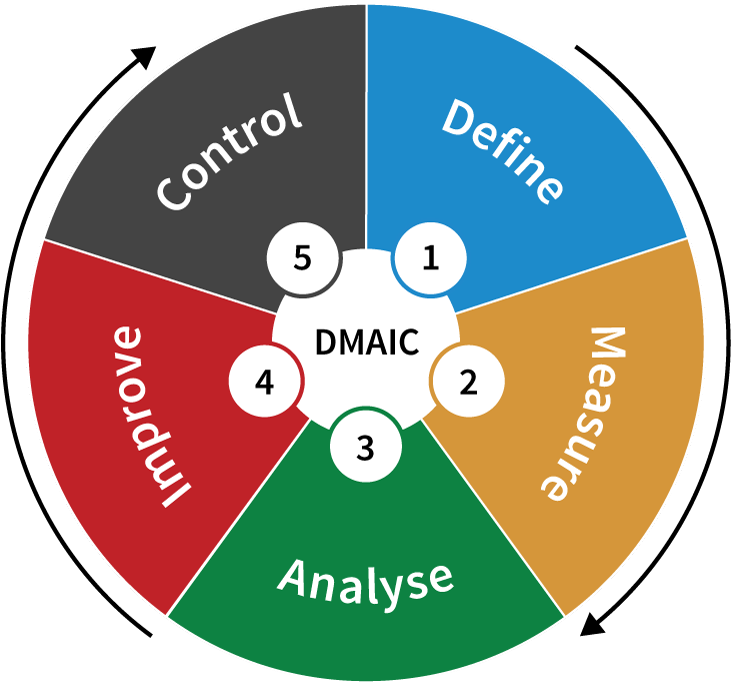 DMAIC
1
Define
2
Measure
3
Analyse
4
Improve
5
Control